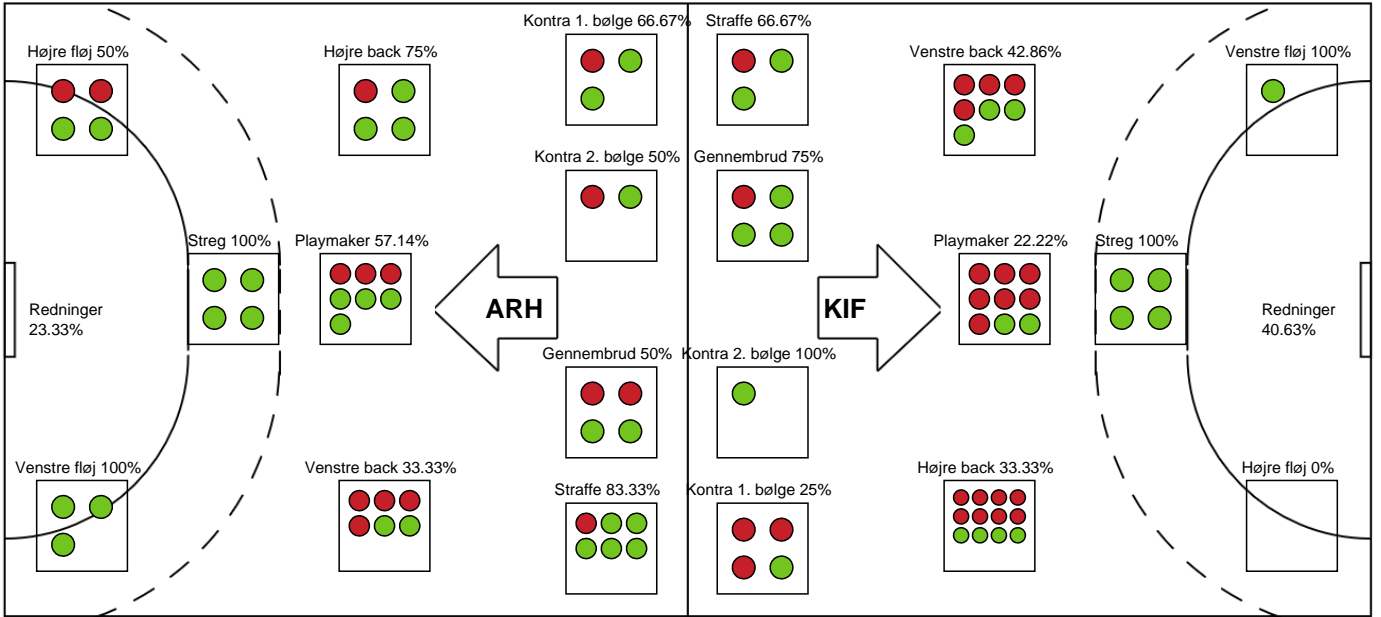 Kontra 1. bølge 66.67%
Straffe 66.67%
Højre fløj 50%
Højre back 75%
Venstre back 42.86%
Venstre fløj 100%
Kontra 2. bølge 50%
Gennembrud 75%
Streg 100%
Playmaker 57.14%
Playmaker 22.22%
Streg 100%
Redninger
23.33%
ARH
KIF
Redninger
40.63%
Gennembrud 50%
Kontra 2. bølge 100%
Venstre fløj 100%
Venstre back 33.33%
Højre back 33.33%
Højre fløj 0%
Straffe 83.33%
Kontra 1. bølge 25%